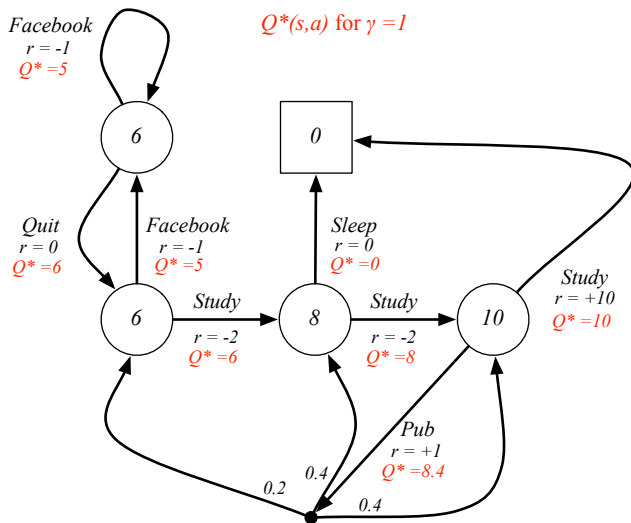 Facebook
r = -1
Q* =5
Q*(s,a) for γ =1
6
0
Quit
r = 0
Q* =6
Facebook
r = -1
Q* =5
Sleep
r = 0
Q* =0
Study
r = +10
Q* =10
6
Study
r = -2
Q* =6
8
Study
r = -2
Q* =8
10
Pub
r = +1
Q* =8.4
0.2
0.4
0.4